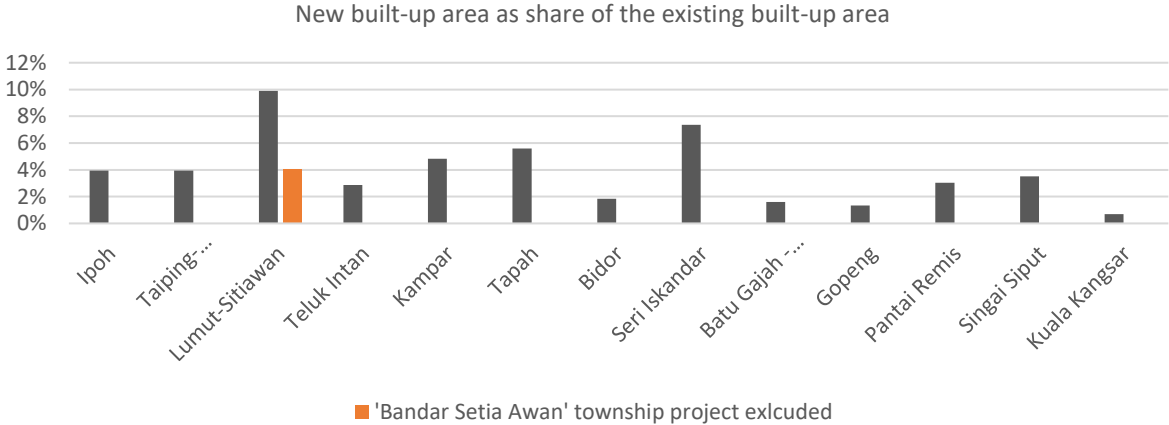 New built-up area as share of the existing built-up area
12%
10%
8%
6%
4%
2%
0%
Ipoh
Taiping-...
Lumut-Sitiawan
Teluk Intan
Kampar
Tapah
Bidor
Seri Iskandar
Batu Gajah -...
Gopeng
Pantai Remis
Singai Siput
Kuala Kangsar
'Bandar Setia Awan' township project exlcuded